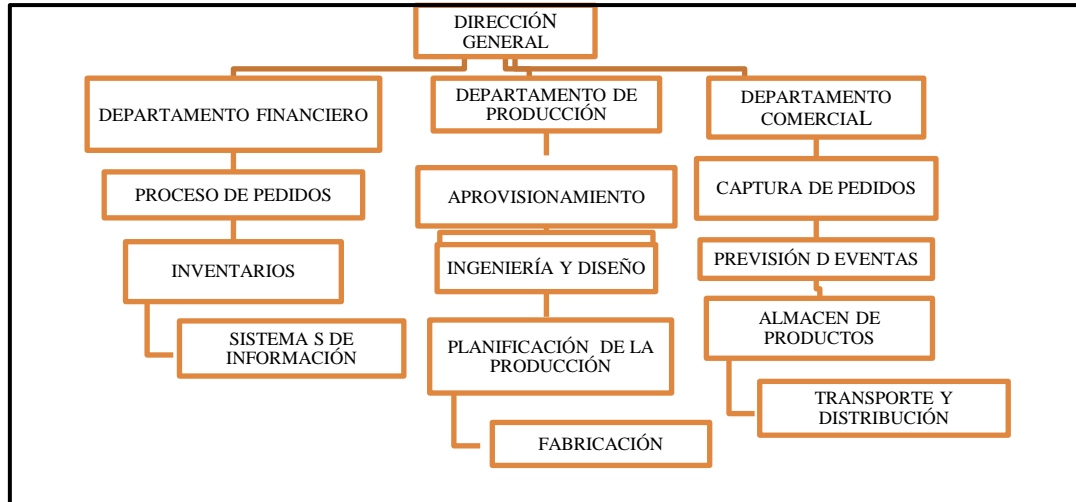 DIRECCIÓN
GENERAL
DEPARTAMENTO FINANCIERO
DEPARTAMENTO DE
PRODUCCIÓN
DEPARTAMENTO
COMERCIAL
PROCESO DE PEDIDOS
APROVISIONAMIENTO
CAPTURA DE PEDIDOS
INVENTARIOS
INGENIERÍA Y DISEÑO
PREVISIÓN D EVENTAS
SISTEMA S DE
INFORMACIÓN
PLANIFICACIÓN DE LA
PRODUCCIÓN
ALMACEN DE
PRODUCTOS
FABRICACIÓN
TRANSPORTE Y
DISTRIBUCIÓN